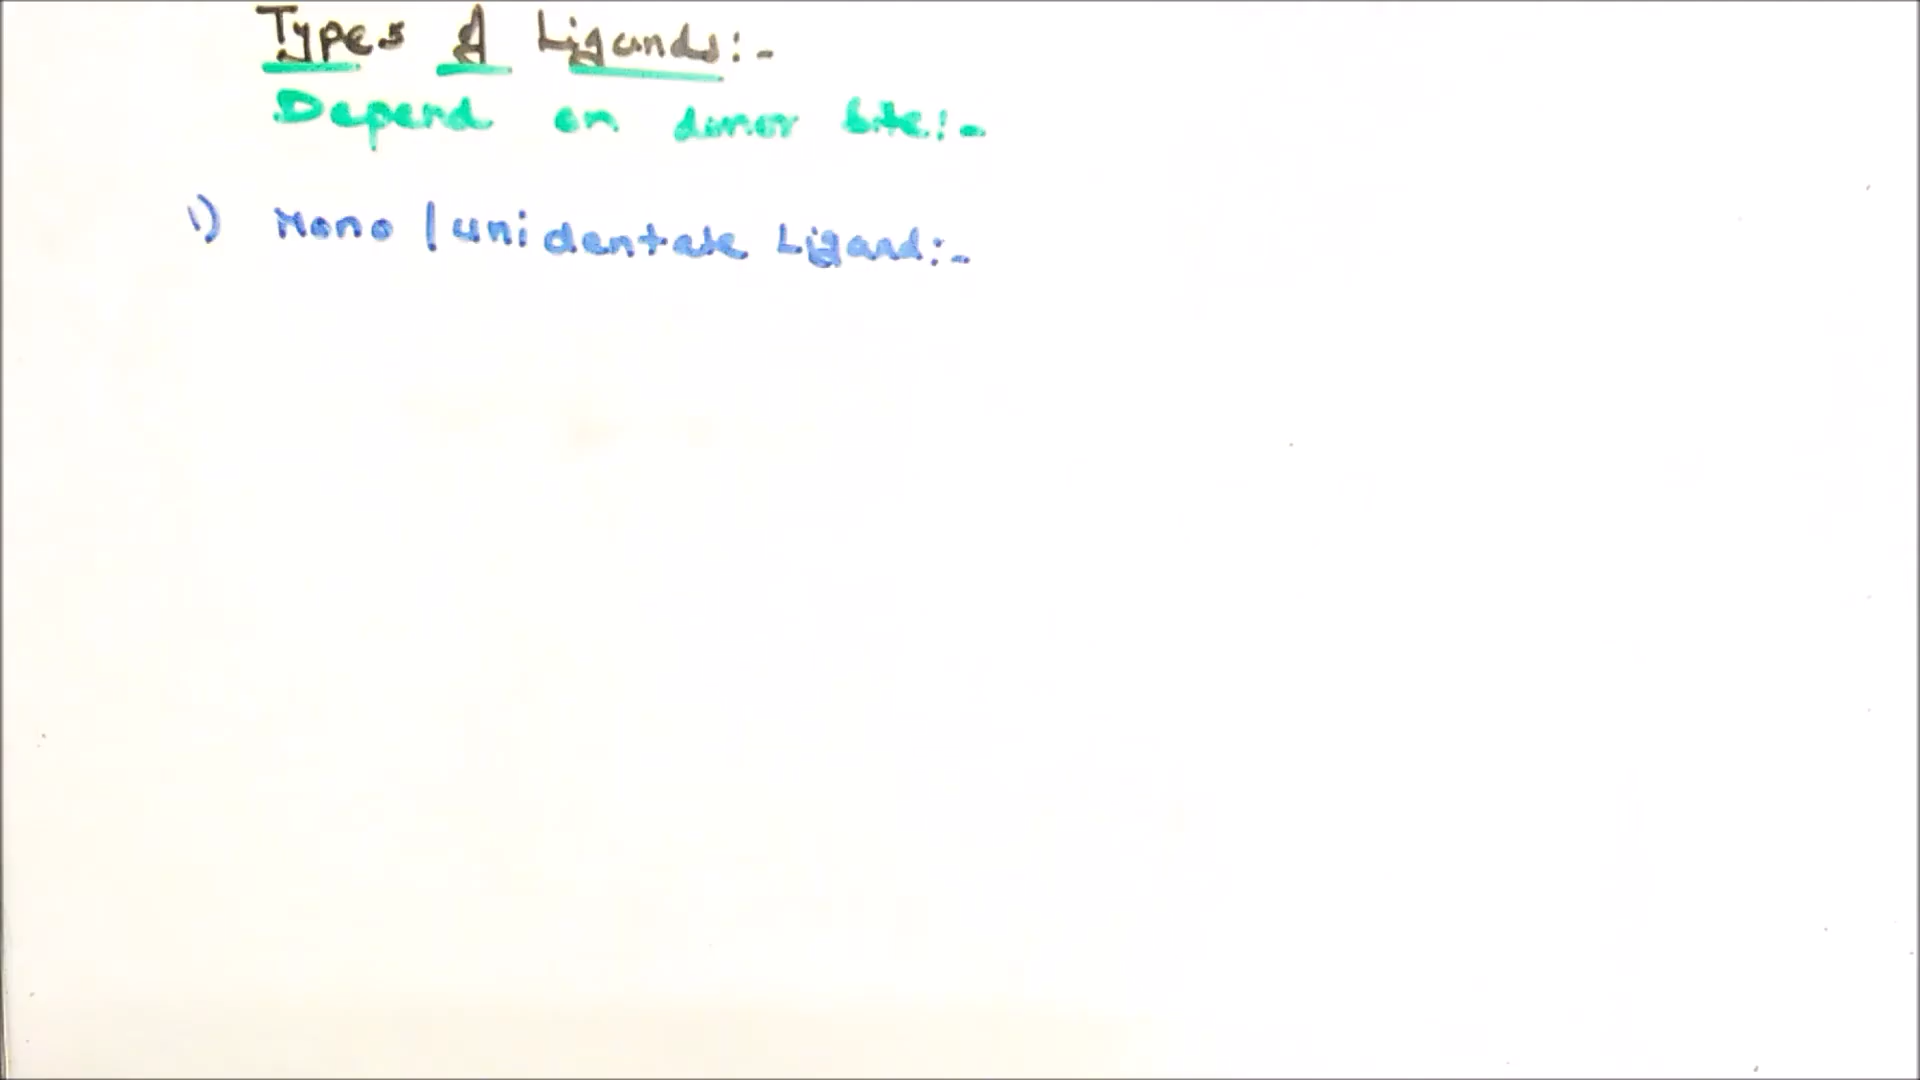 Types of Ligands:-
Depend on donor site:-
1) Mono / unidentate Ligand:-